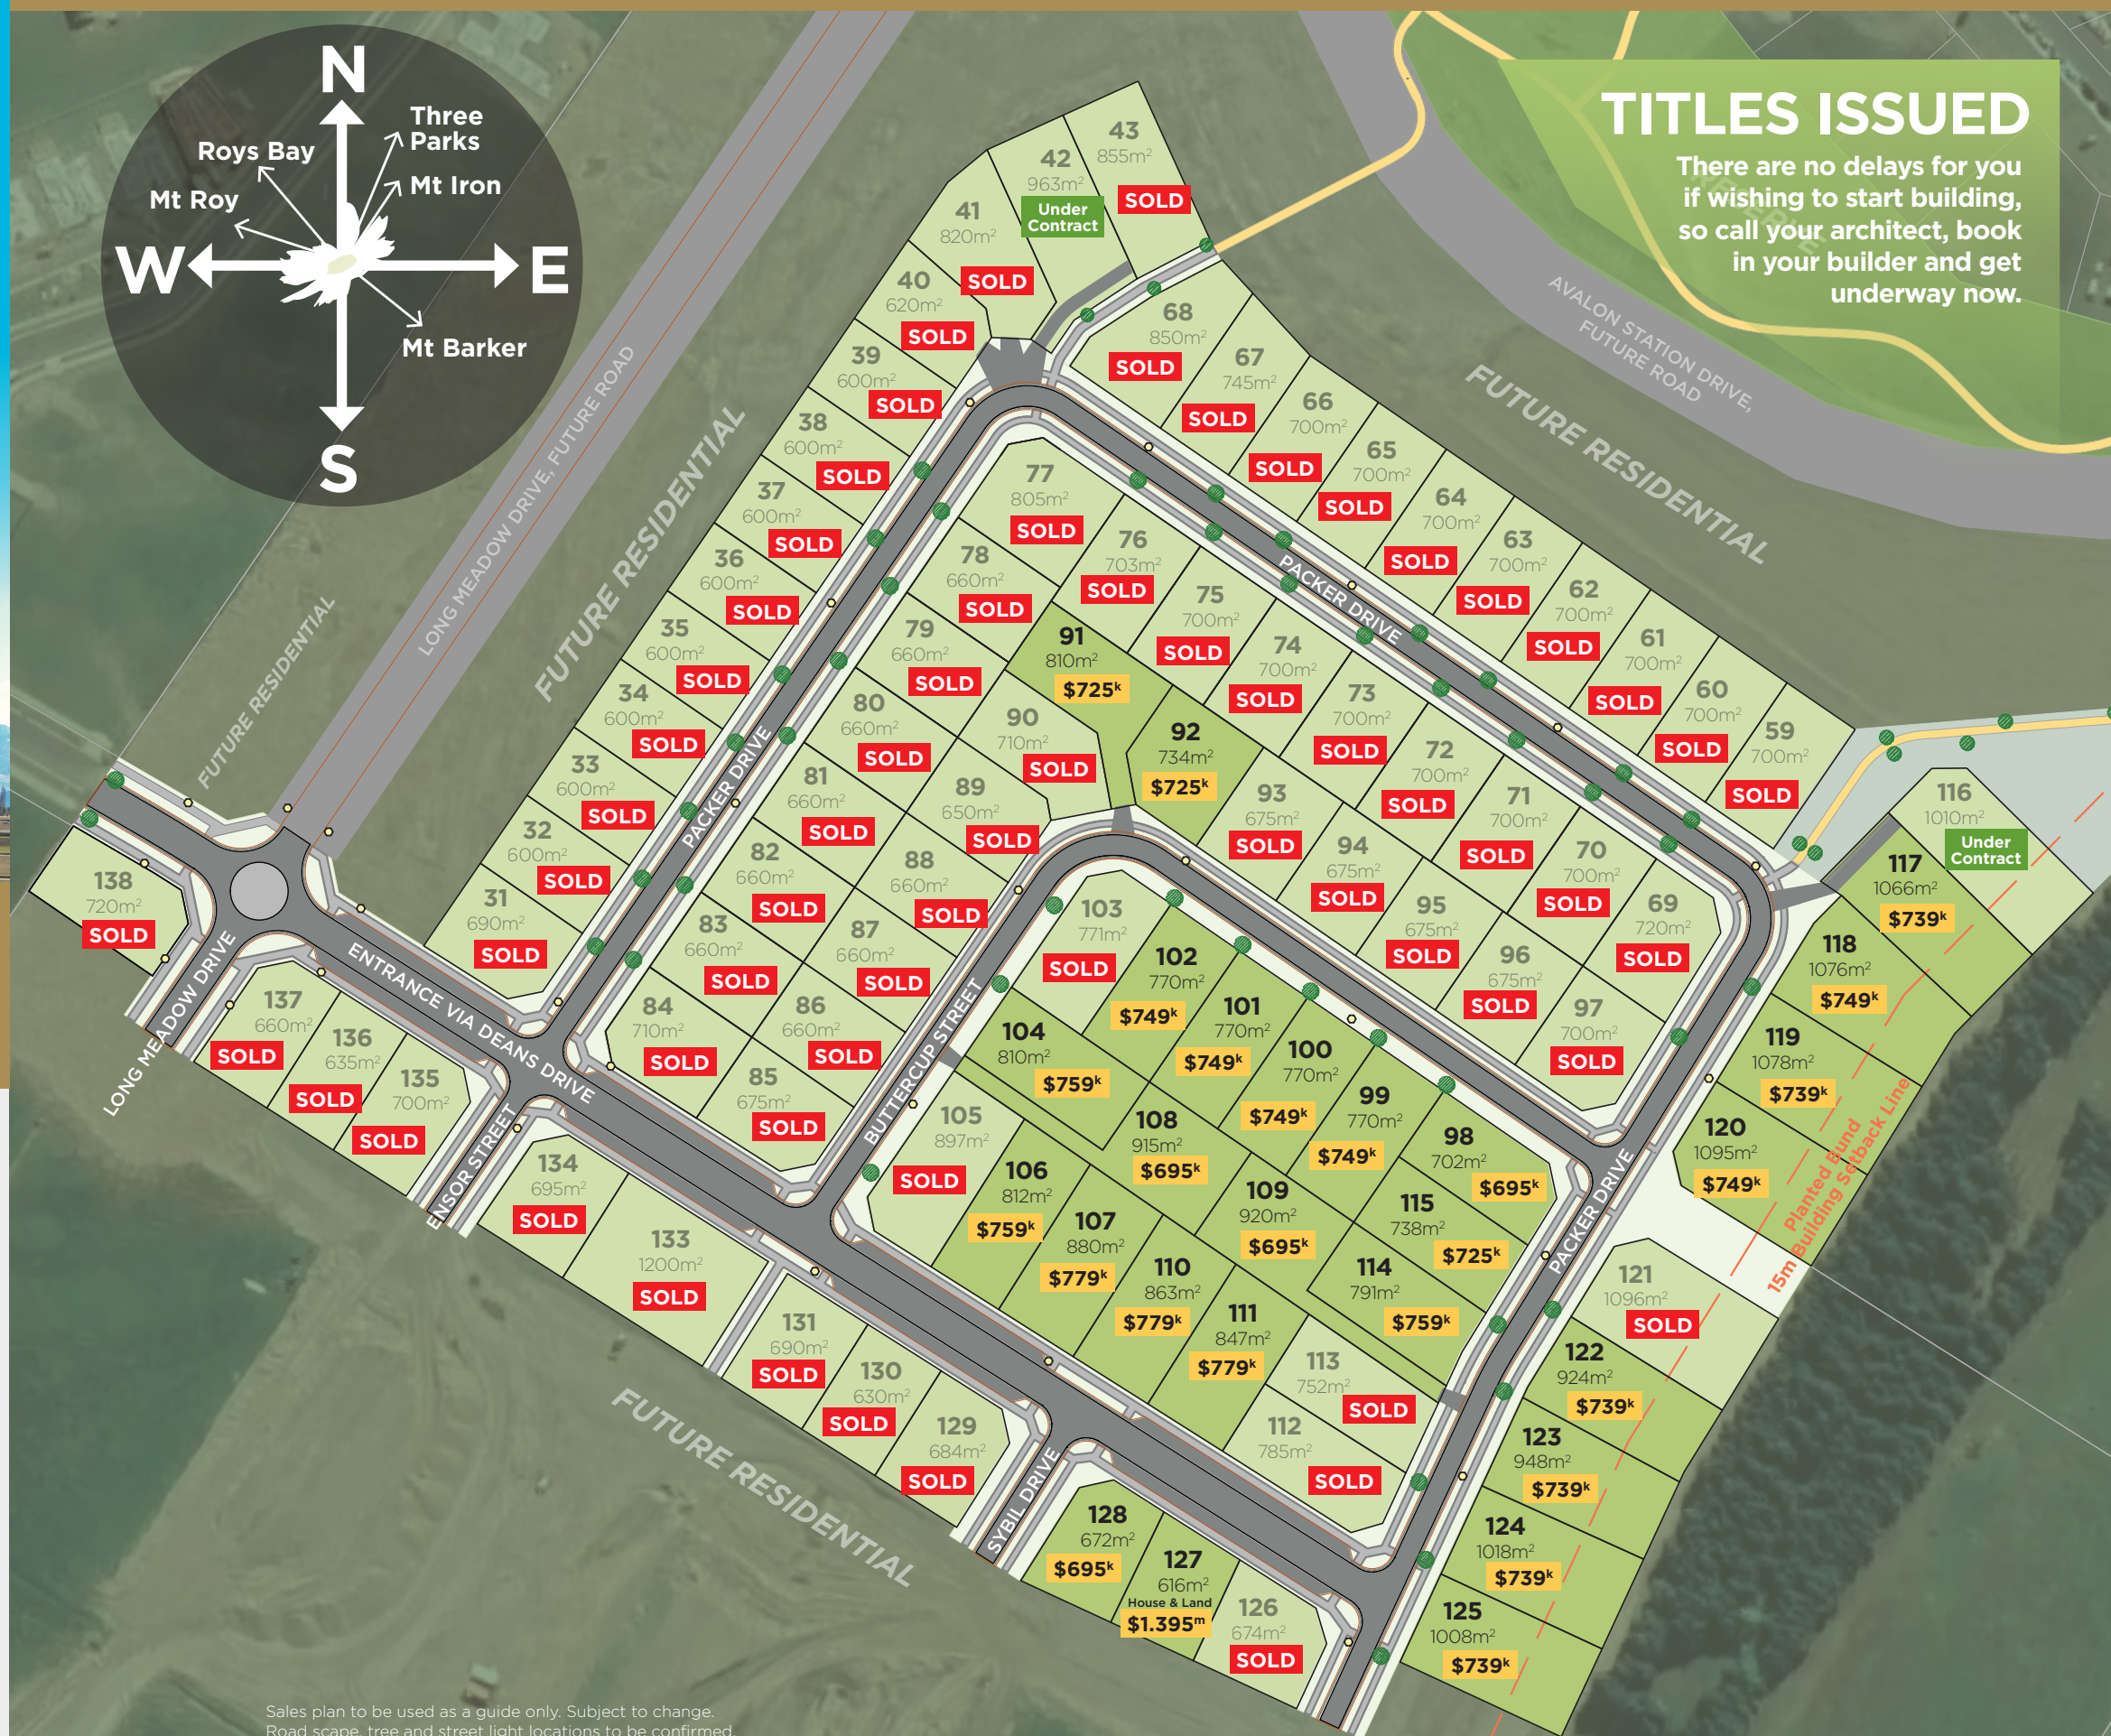 N
Three
Parks
Roys Bay
Mt Iron
Mt Roy
W
E
Mt Barker
S
TITLES ISSUED
There are no delays for you
if wishing to start building,
so call your architect, book
in your builder and get
underway now.
AVALON STATION DRIVE,
FUTURE ROAD
FUTURE RESIDENTIAL
LONG MEADOW DRIVE, FUTURE ROAD
FUTURE RESIDENTIAL
FUTURE RESIDENTIAL
43
855m²
SOLD
42
963m²
Under
Contract
41
820m²
SOLD
40
620m²
SOLD
39
600m²
SOLD
38
600m²
SOLD
37
600m²
SOLD
36
600m²
SOLD
35
600m²
SOLD
34
600m²
SOLD
33
600m²
SOLD
32
600m²
SOLD
31
690m²
SOLD
68
850m²
SOLD
67
745m²
SOLD
66
700m²
SOLD
65
700m²
SOLD
64
700m²
SOLD
63
700m²
SOLD
62
700m²
SOLD
61
700m²
SOLD
60
700m²
SOLD
59
700m²
SOLD
PACKER DRIVE
PACKER DRIVE
77
805m²
SOLD
76
703m²
SOLD
75
700m²
SOLD
74
700m²
SOLD
73
700m²
SOLD
72
700m²
SOLD
71
700m²
SOLD
70
700m²
SOLD
69
720m²
SOLD
78
660m²
SOLD
79
660m²
SOLD
80
660m²
SOLD
81
660m²
SOLD
82
660m²
SOLD
83
660m²
SOLD
84
710m²
SOLD
85
675m²
SOLD
86
660m²
SOLD
87
660m²
SOLD
88
660m²
SOLD
89
650m²
SOLD
90
710m²
SOLD
91
810m²
$725ᵏ
92
734m²
$725ᵏ
93
675m²
SOLD
94
675m²
SOLD
95
675m²
SOLD
96
675m²
SOLD
97
700m²
SOLD
116
1010m²
Under
Contract
117
1066m²
$739ᵏ
118
1076m²
$749ᵏ
119
1078m²
$739ᵏ
120
1095m²
$749ᵏ
Planted Bund
15m Building Setback Line
103
771m²
SOLD
102
770m²
$749ᵏ
101
770m²
$749ᵏ
100
770m²
$749ᵏ
99
770m²
$749ᵏ
98
702m²
$695ᵏ
104
810m²
$759ᵏ
BUTTERCUP STREET
105
897m²
SOLD
106
812m²
$759ᵏ
107
880m²
$779ᵏ
108
915m²
$695ᵏ
109
920m²
$695ᵏ
110
863m²
$779ᵏ
111
847m²
$779ᵏ
115
738m²
$725ᵏ
114
791m²
$759ᵏ
113
752m²
SOLD
112
785m²
SOLD
PACKER DRIVE
121
1096m²
SOLD
122
924m²
$739ᵏ
123
948m²
$739ᵏ
124
1018m²
$739ᵏ
125
1008m²
$739ᵏ
138
720m²
SOLD
LONG MEADOW DRIVE
ENTRANCE VIA DEANS DRIVE
137
660m²
SOLD
136
635m²
SOLD
135
700m²
SOLD
ENSOR STREET
134
695m²
SOLD
133
1200m²
SOLD
131
690m²
SOLD
130
630m²
SOLD
129
684m²
SOLD
FUTURE RESIDENTIAL
SYBIL DRIVE
128
672m²
$695ᵏ
127
616m²
House & Land
$1.395ᵐ
126
674m²
SOLD
Sales plan to be used as a guide only. Subject to change.
Road scape, tree and street light locations to be confirmed.